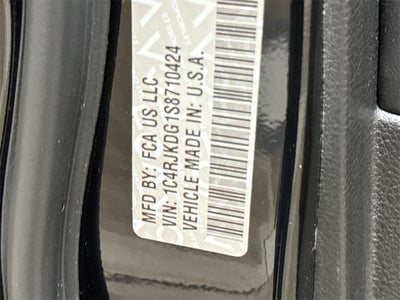 MFD BY: FCA US LLC
VIN: 1C4RJKDG1S8710424
VEHICLE MADE IN: U.S.A.